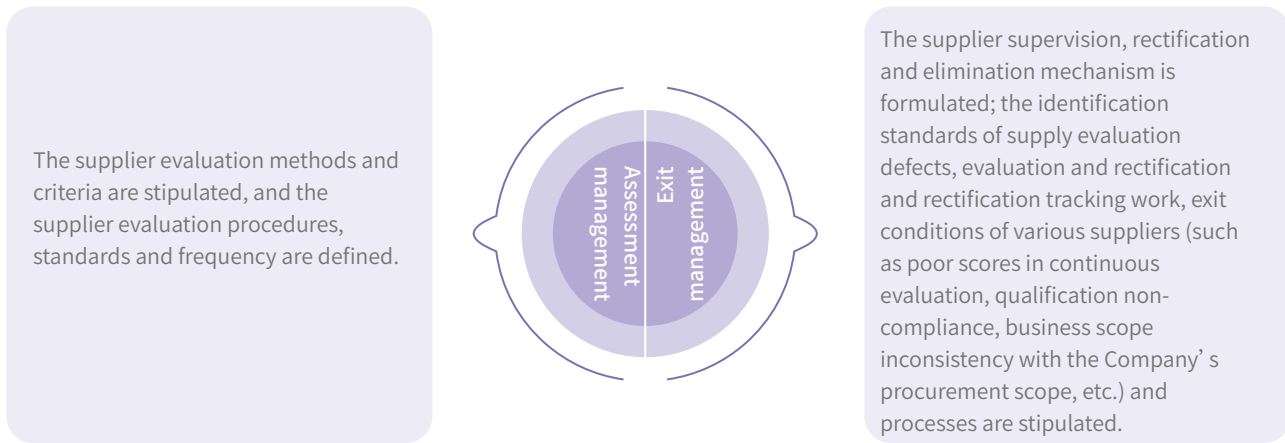 The supplier evaluation methods and
criteria are stipulated, and the
supplier evaluation procedures,
standards and frequency are defined.
Assessment
management
Exit
management
The supplier supervision, rectification
and elimination mechanism is
formulated; the identification
standards of supply evaluation
defects, evaluation and rectification
and rectification tracking work, exit
conditions of various suppliers (such
as poor scores in continuous
evaluation, qualification non-
compliance, business scope
inconsistency with the Company’s
procurement scope, etc.) and
processes are stipulated.